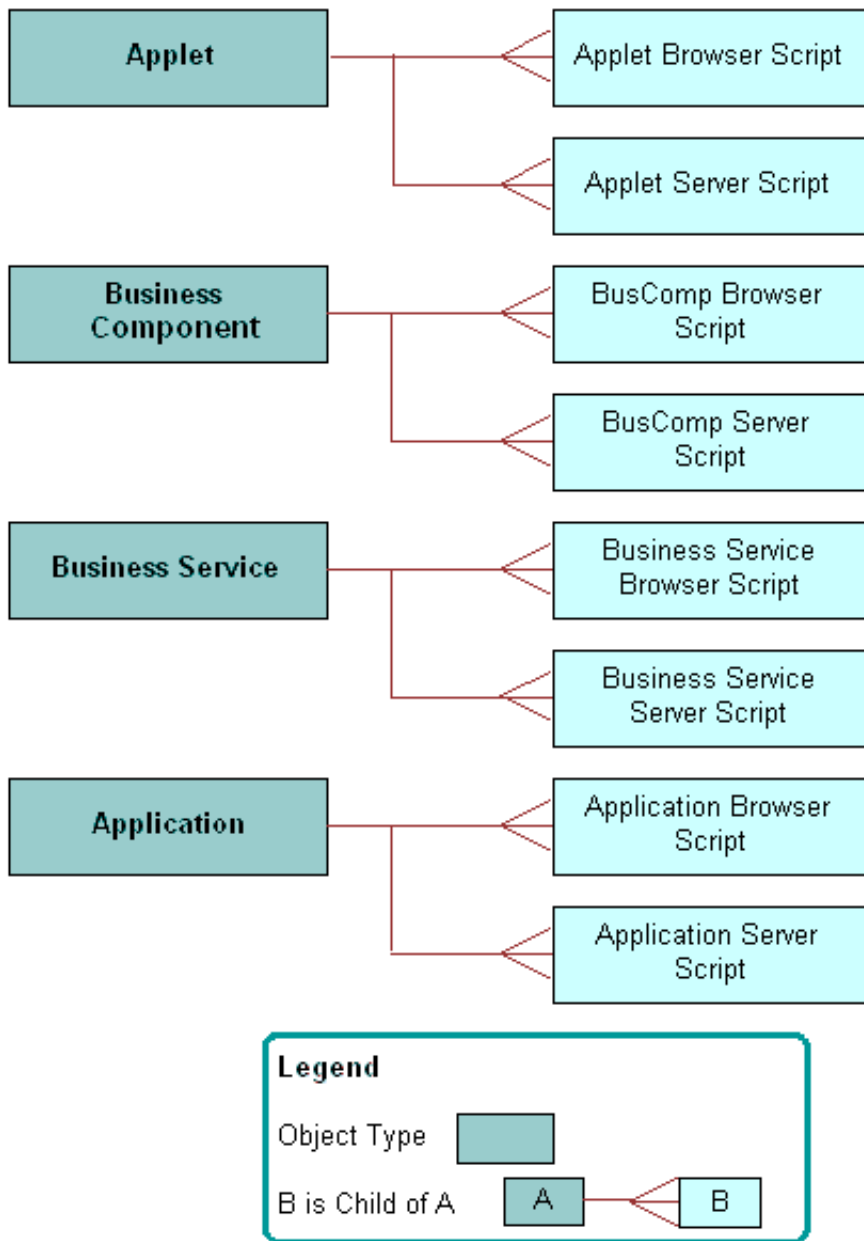 Applet
Applet Browser Script
Applet Server Script
Business
Component
BusComp Browser
Script
BusComp Server
Script
Business Service
Business Service
Browser Script
Business Service
Server Script
Application
Application Browser
Script
Application Server
Script
Legend
Object Type
B is Child of A
A
B